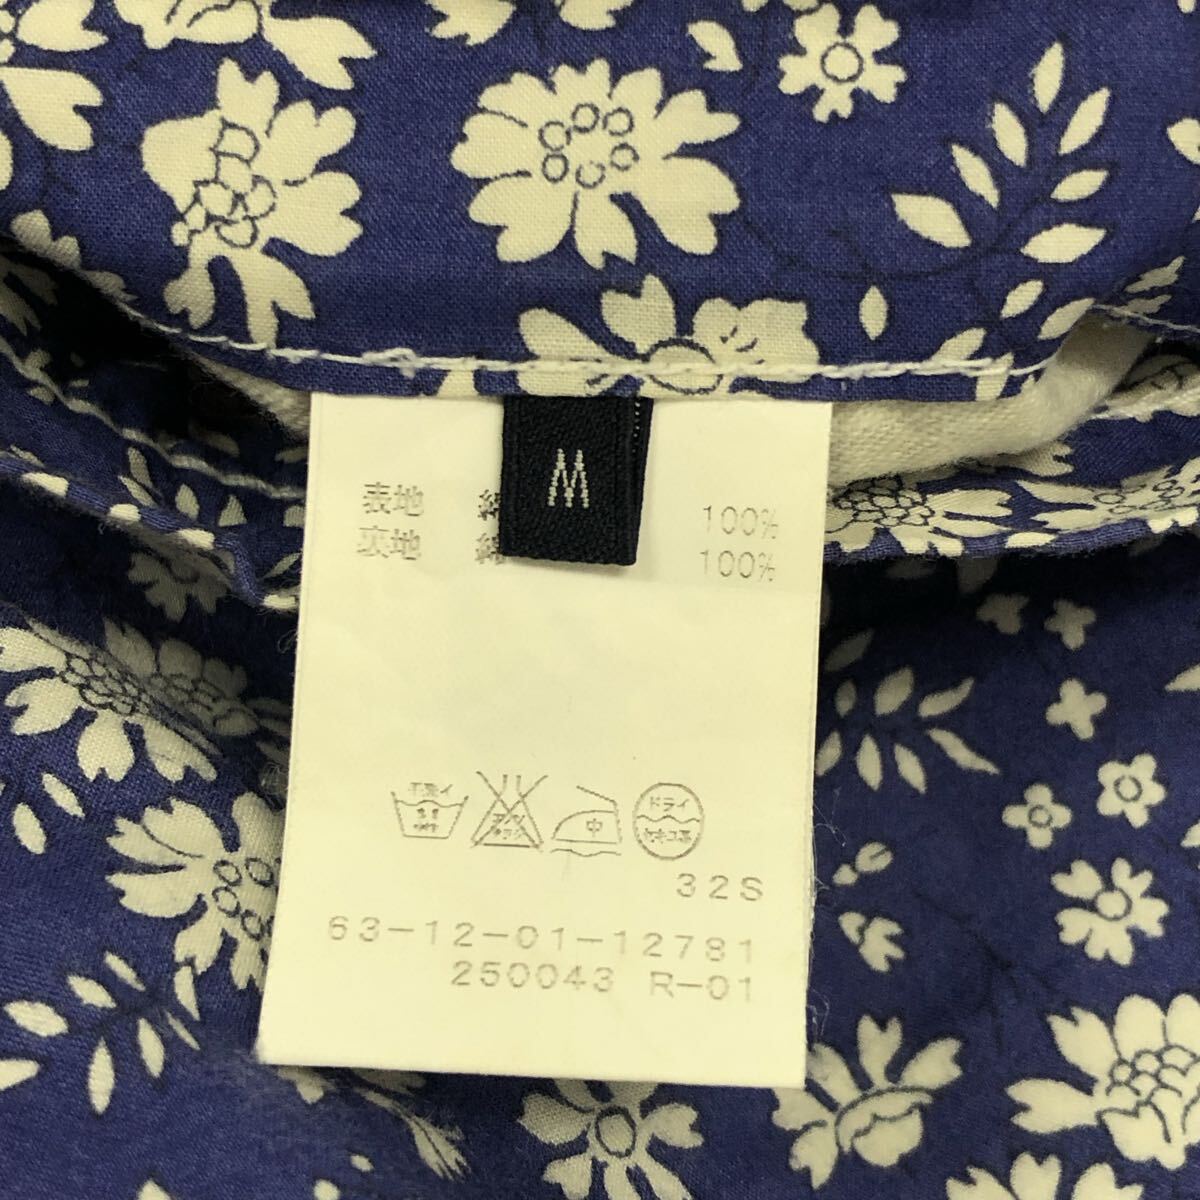 M
表地 綿 100%
裏地 綿 100%
手洗イ
中
ドライ
32S
63-12-01-12781
250043 R-01